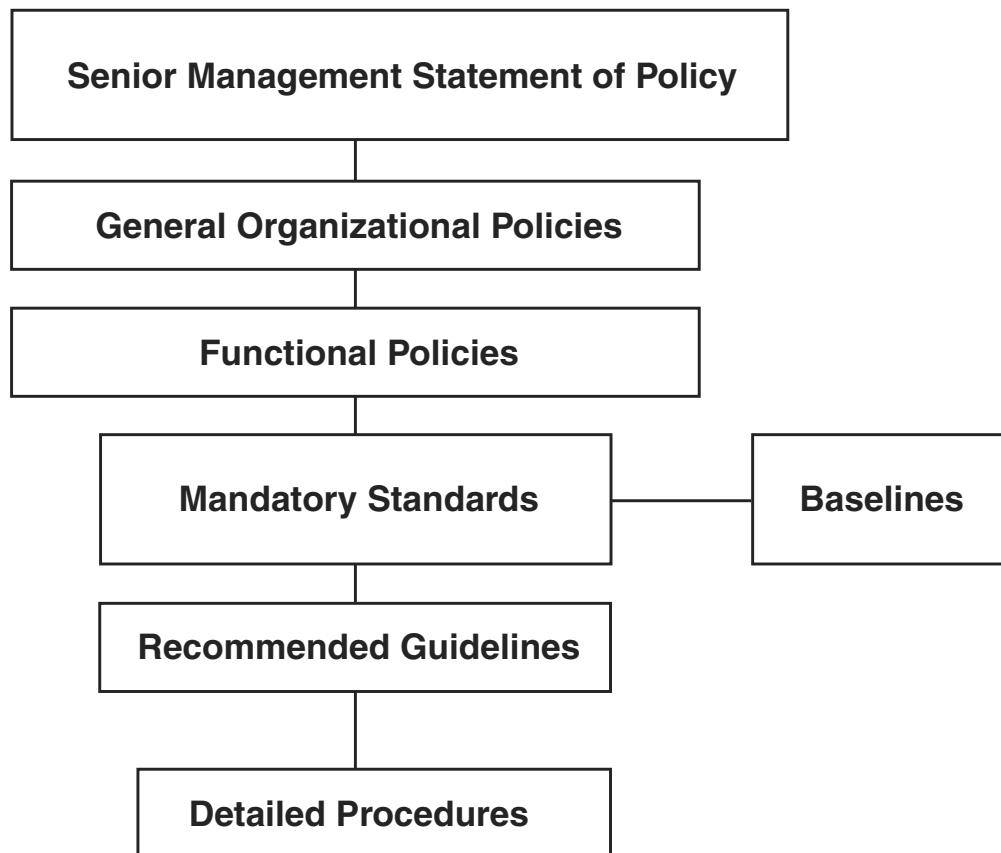 Senior Management Statement of Policy
General Organizational Policies
Functional Policies
Mandatory Standards
Baselines
Recommended Guidelines
Detailed Procedures